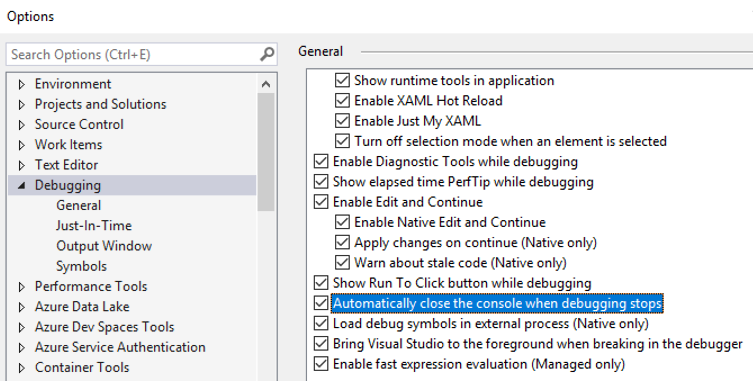 Options
Search Options (Ctrl+E)
Environment
Projects and Solutions
Source Control
Work Items
Text Editor
Debugging
General
Just-In-Time
Output Window
Symbols
Performance Tools
Azure Data Lake
Azure Dev Spaces Tools
Azure Service Authentication
Container Tools
General
Show runtime tools in application
Enable XAML Hot Reload
Enable Just My XAML
Turn off selection mode when an element is selected
Enable Diagnostic Tools while debugging
Show elapsed time PerfTip while debugging
Enable Edit and Continue
Enable Native Edit and Continue
Apply changes on continue (Native only)
Warn about stale code (Native only)
Show Run To Click button while debugging
Automatically close the console when debugging stops
Load debug symbols in external process (Native only)
Bring Visual Studio to the foreground when breaking in the debugger
Enable fast expression evaluation (Managed only)